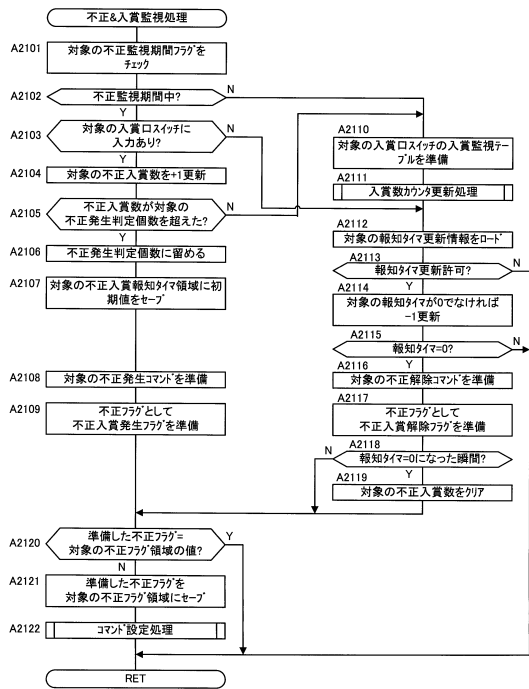 不正&入賞監視処理
A2101
対象の不正監視期間フラグを
チェック
A2102
不正監視期間中?
N
Y
A2103
対象の入賞口スイッチに
入力あり?
N
Y
A2104
対象の不正入賞数を+1更新
A2105
不正入賞数が対象の
不正発生判定個数を超えた?
N
Y
A2106
不正発生判定個数に留める
A2107
対象の不正入賞報知タイマ領域に初
期値をセーブ
A2108
対象の不正発生コマンドを準備
A2109
不正フラグとして
不正入賞発生フラグを準備
A2110
対象の入賞口スイッチの入賞監視テー
ブルを準備
A2111
入賞数カウンタ更新処理
A2112
対象の報知タイマ更新情報をロード
A2113
報知タイマ更新許可?
N
Y
A2114
対象の報知タイマが0でなければ
-1更新
A2115
報知タイマ=0?
N
Y
A2116
対象の不正解除コマンドを準備
A2117
不正フラグとして
不正入賞解除フラグを準備
A2118
報知タイマ=0になった瞬間?
N
Y
A2119
対象の不正入賞数をクリア
A2120
準備した不正フラグ=
対象の不正フラグ領域の値?
Y
N
A2121
準備した不正フラグを
対象の不正フラグ領域にセーブ
A2122
コマンド設定処理
RET